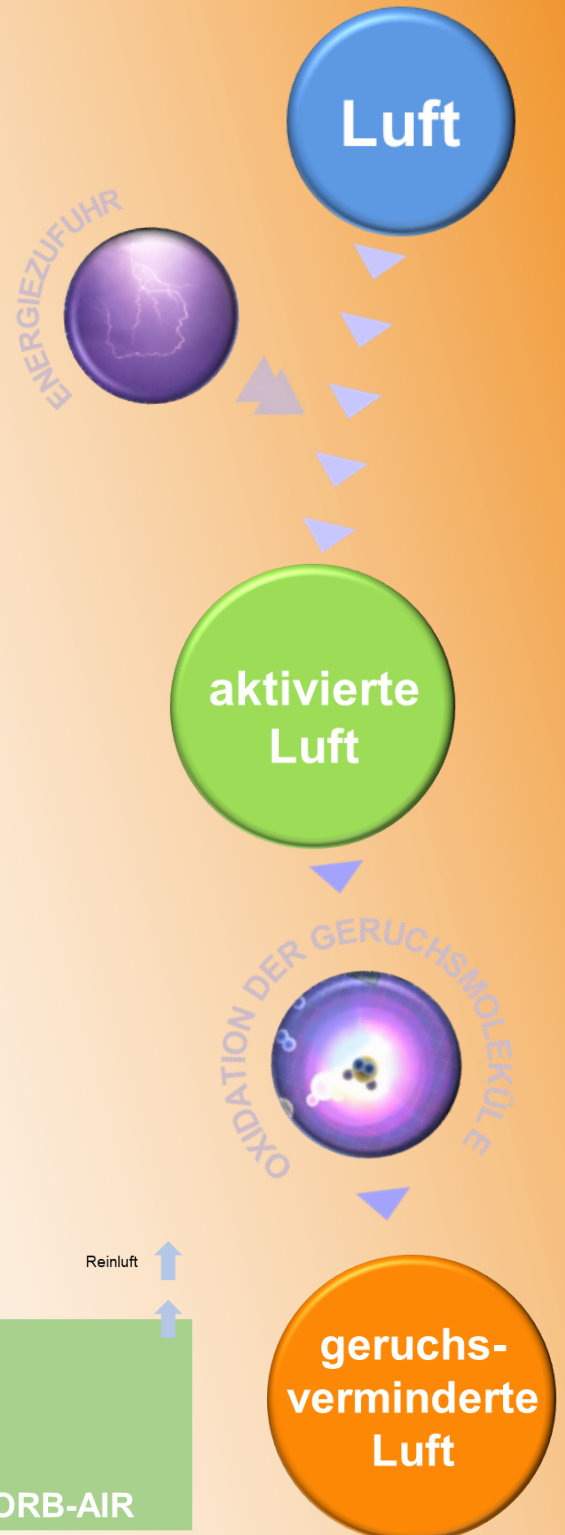 Luft
ENERGIEZUFUHR
aktivierte
Luft
OXIDATION DER GERUCHSMOLEKÜLE
Reinluft
geruchs-
verminderte
Luft
ORB-AIR